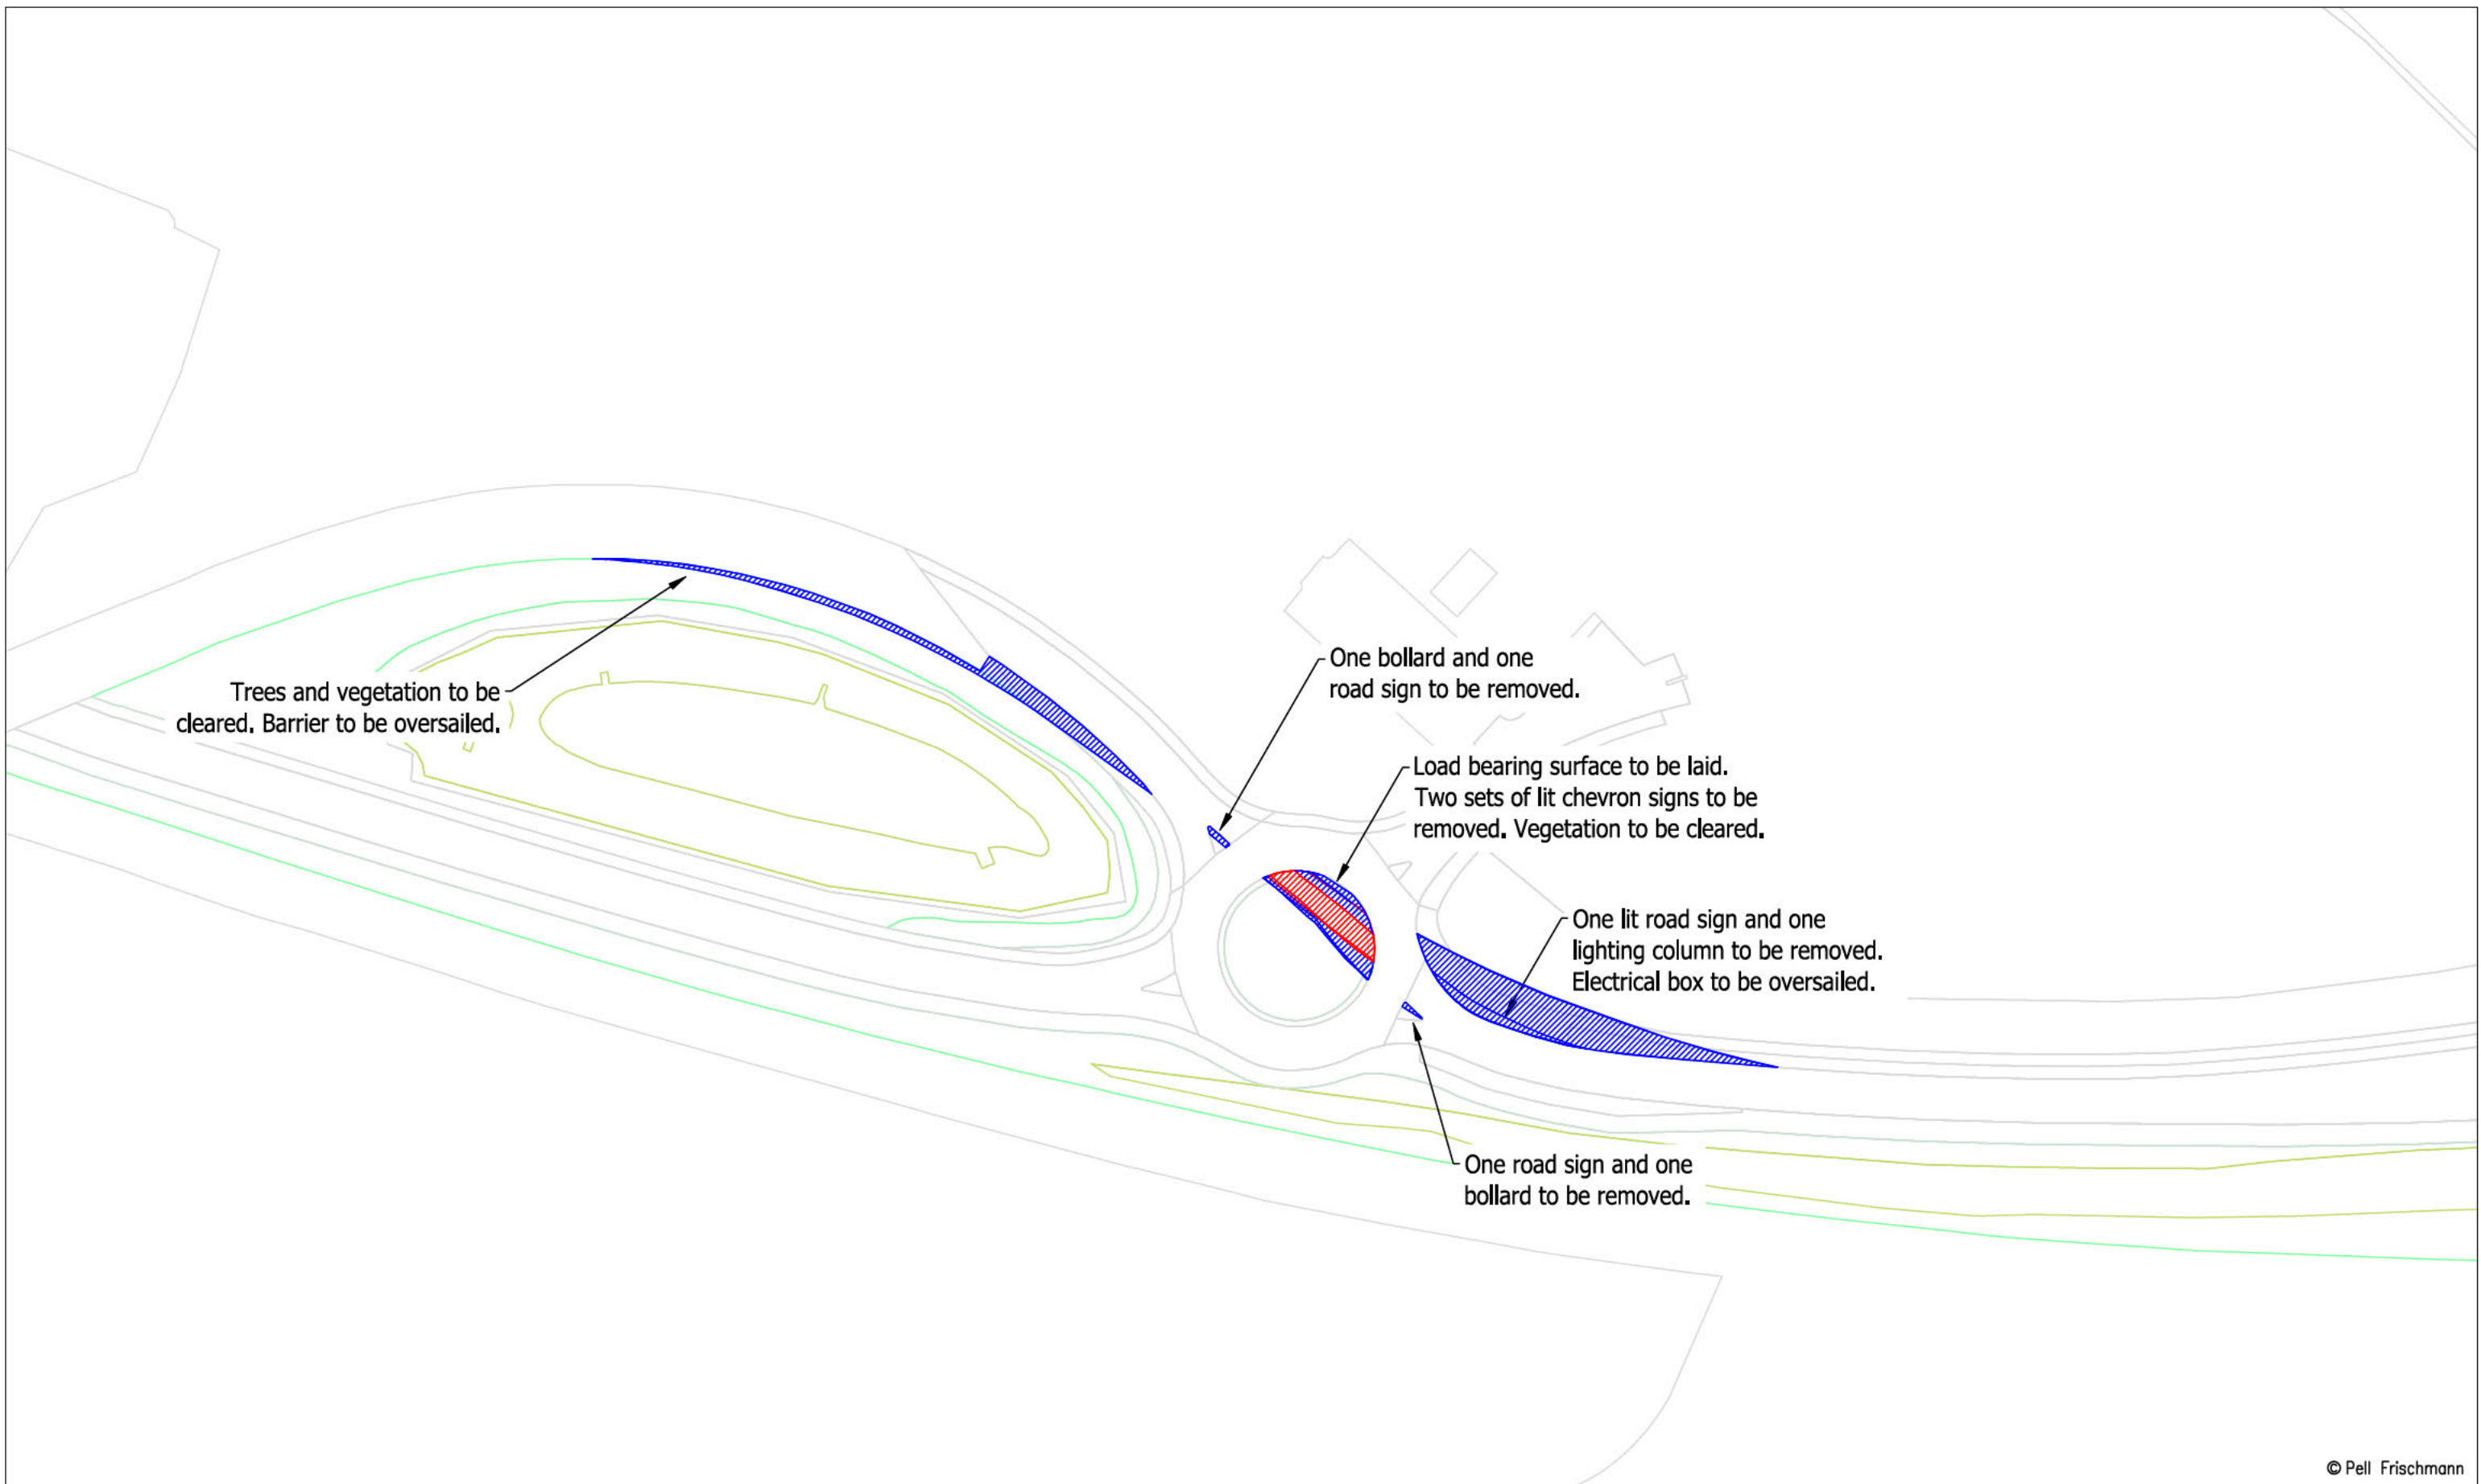 Trees and vegetation to be
cleared. Barrier to be oversailed.
One bollard and one
road sign to be removed.
Load bearing surface to be laid.
Two sets of lit chevron signs to be
removed. Vegetation to be cleared.
One lit road sign and one
lighting column to be removed.
Electrical box to be oversailed.
One road sign and one
bollard to be removed.
© Pell Frischmann